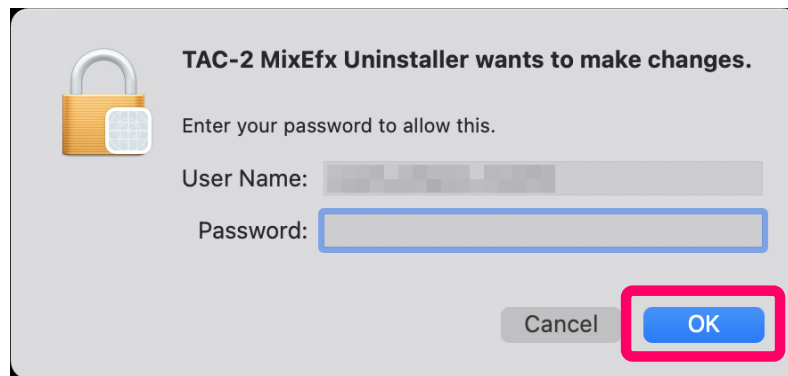 TAC-2 MixEfx Uninstaller wants to make changes.
Enter your password to allow this.
User Name:
Password:
Cancel OK